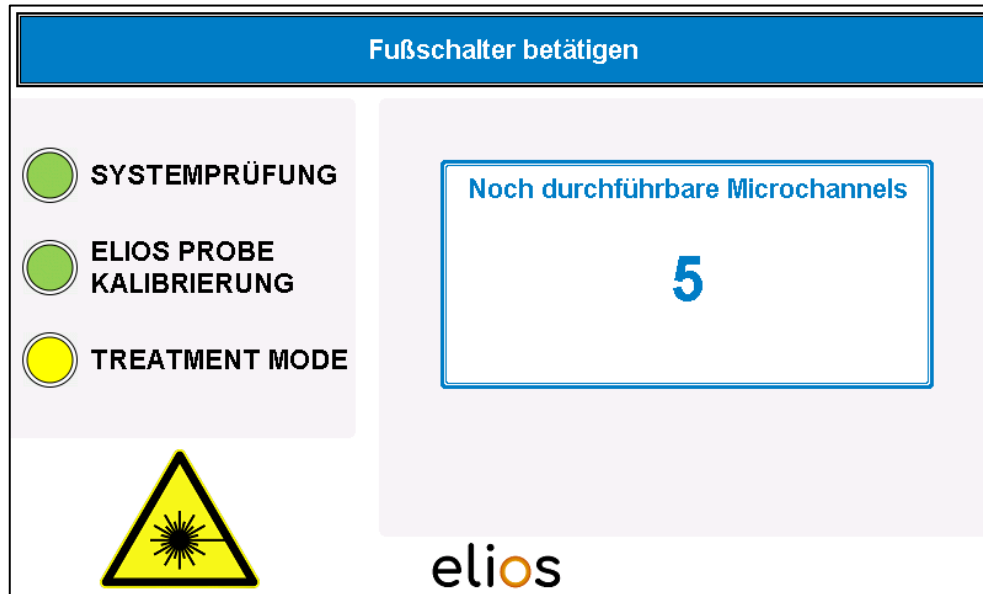 Fußschalter betätigen
SYSTEMPRÜFUNG
ELIOS PROBE
KALIBRIERUNG
TREATMENT MODE
Noch durchführbare Microchannels
5
elios